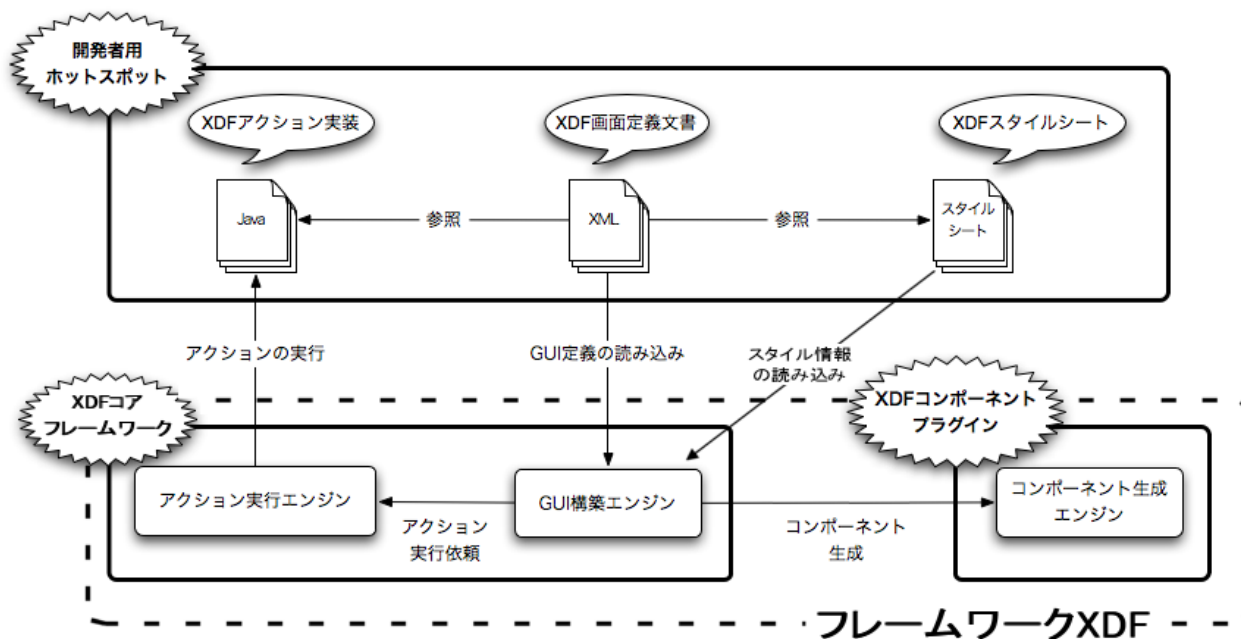 開発者用
ホットスポット
XDFアクション実装
XDF画面定義文書
XDFスタイルシート
Java
参照
XML
参照
スタイル
シート
アクションの実行
GUI定義の読み込み
スタイル情報
の読み込み
XDFコア
フレームワーク
XDFコンポーネント
プラグイン
アクション実行エンジン
GUI構築エンジン
コンポーネント生成
エンジン
アクション
実行依頼
コンポーネント
生成
フレームワークXDF